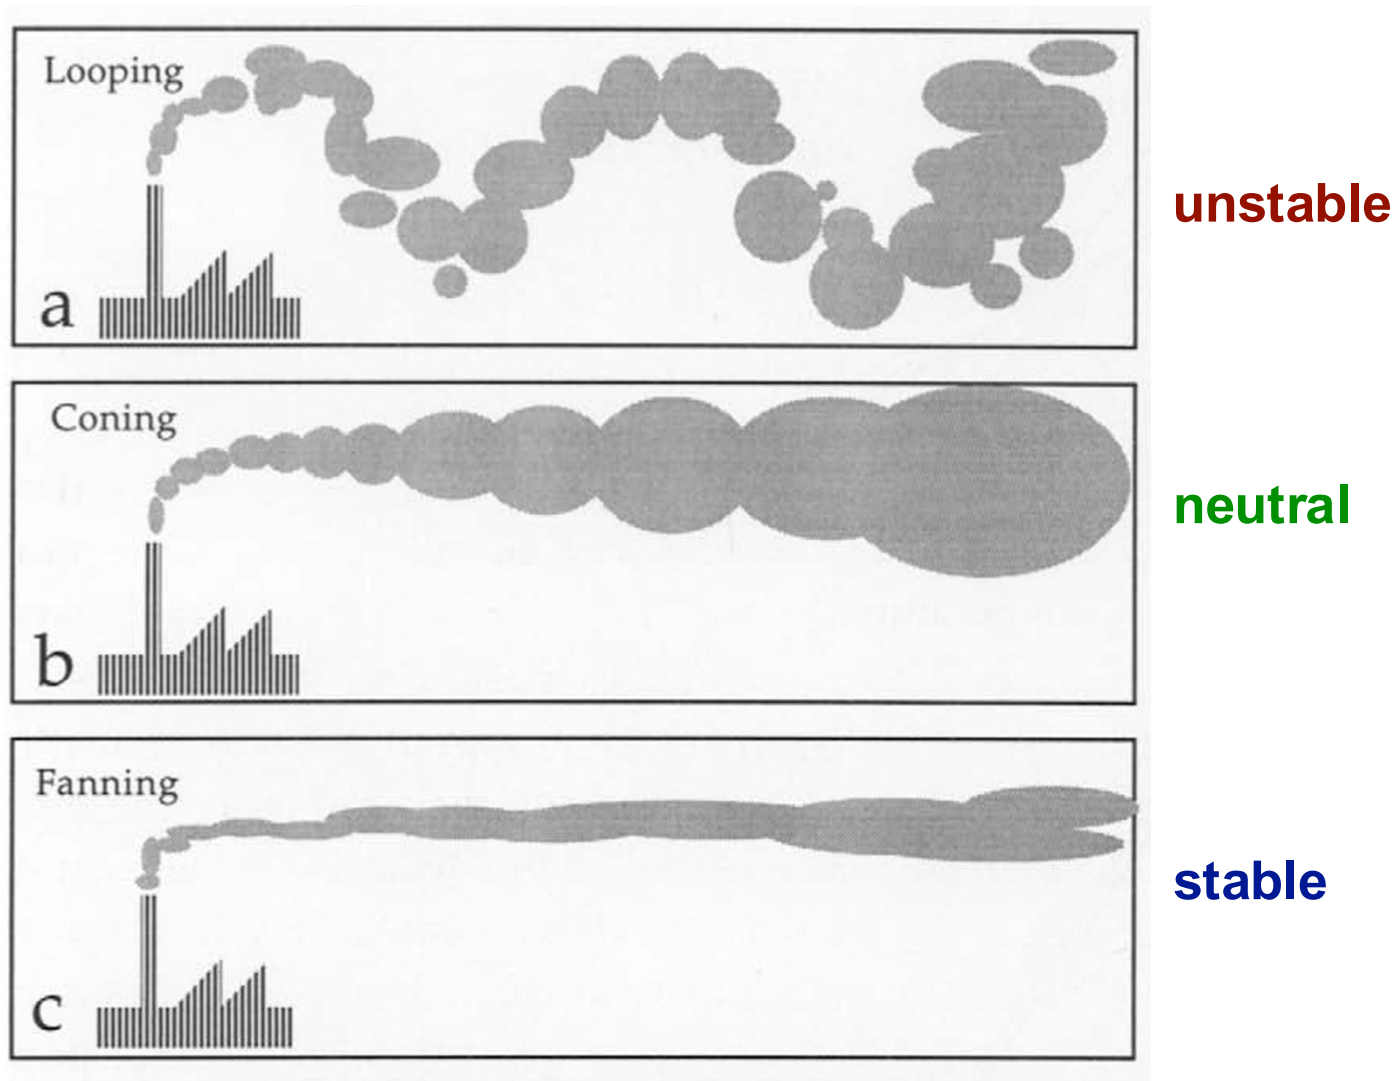 Looping
a
unstable
Coning
b
neutral
Fanning
c
stable